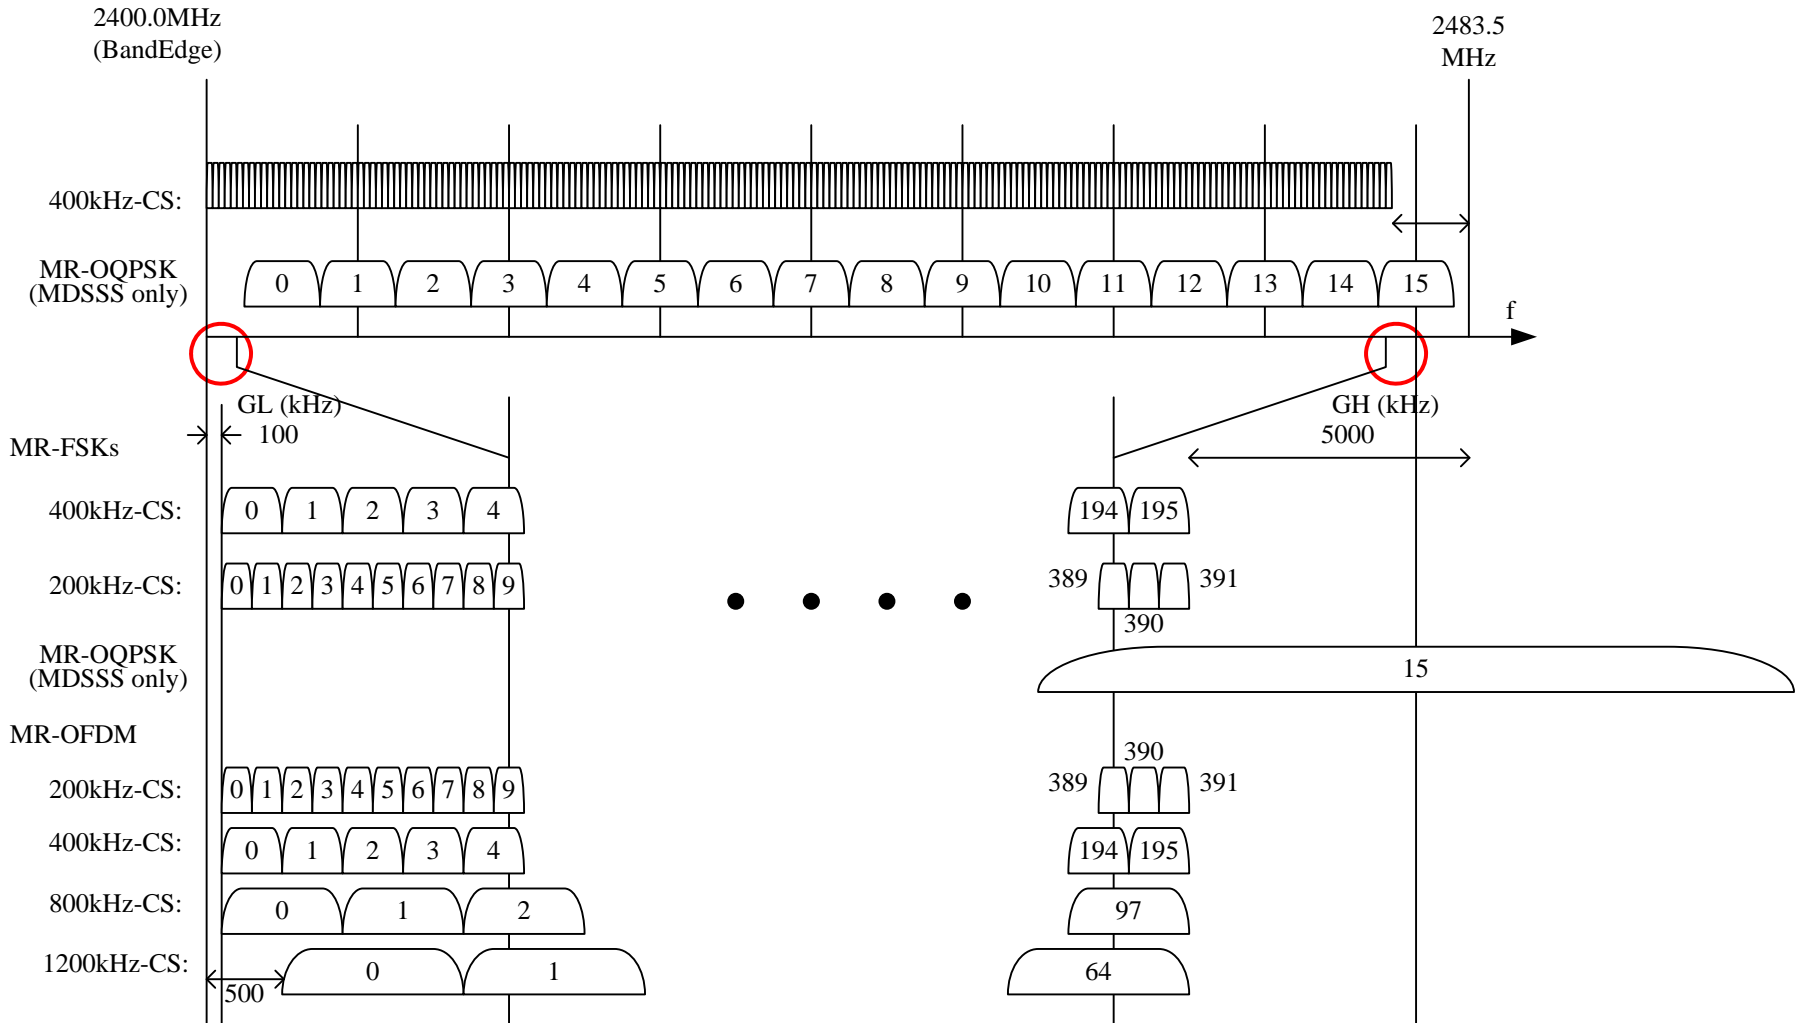 2400.0MHz
(BandEdge)
2483.5
MHz
400kHz-CS:
MR-OQPSK
(MDSSS only)
0 1 2 3 4 5 6 7 8 9 10 11 12 13 14 15
f
GL (kHz)
100
GH (kHz)
5000
MR-FSKs
400kHz-CS: 0 1 2 3 4 194 195
200kHz-CS: 0 1 2 3 4 5 6 7 8 9 389 391
390
MR-OQPSK
(MDSSS only)
15
MR-OFDM
390
200kHz-CS: 0 1 2 3 4 5 6 7 8 9 389 391
400kHz-CS: 0 1 2 3 4 194 195
800kHz-CS: 0 1 2 97
1200kHz-CS: 0 1 64
500